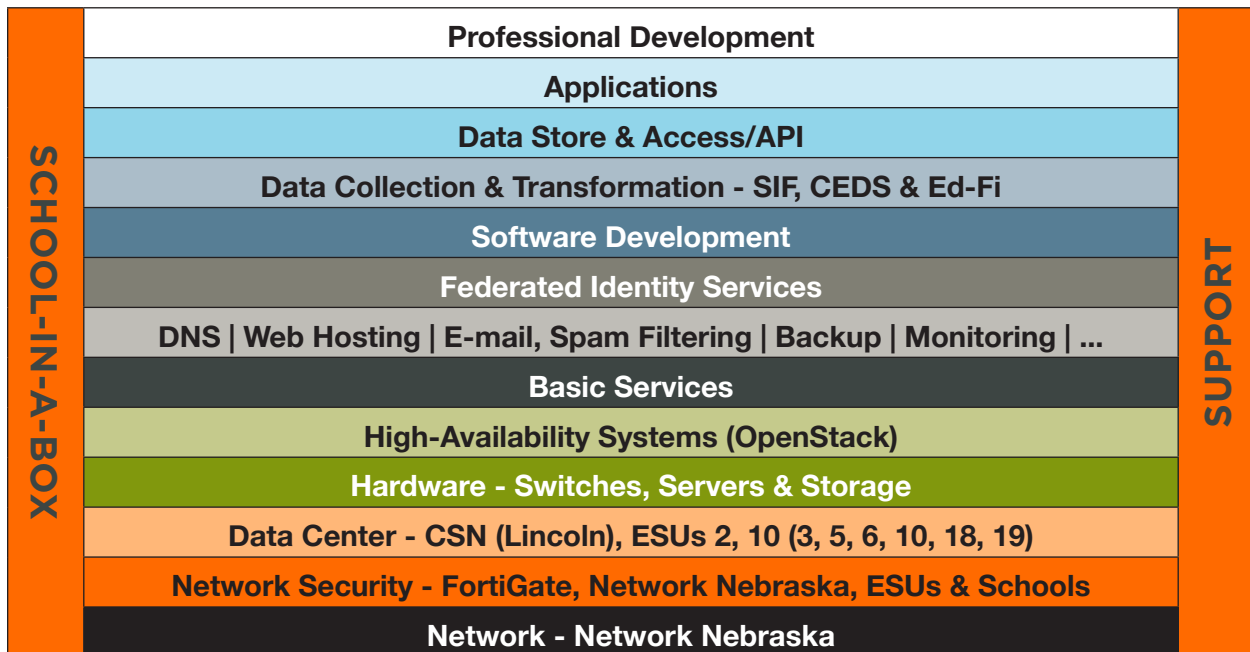 SCHOOL-IN-A-BOX
Professional Development
Applications
Data Store & Access/API
Data Collection & Transformation - SIF, CEDS & Ed-Fi
Software Development
Federated Identity Services
DNS | Web Hosting | E-mail, Spam Filtering | Backup | Monitoring | ...
Basic Services
High-Availability Systems (OpenStack)
Hardware - Switches, Servers & Storage
Data Center - CSN (Lincoln), ESUs 2, 10 (3, 5, 6, 10, 18, 19)
Network Security - FortiGate, Network Nebraska, ESUs & Schools
Network - Network Nebraska
SUPPORT